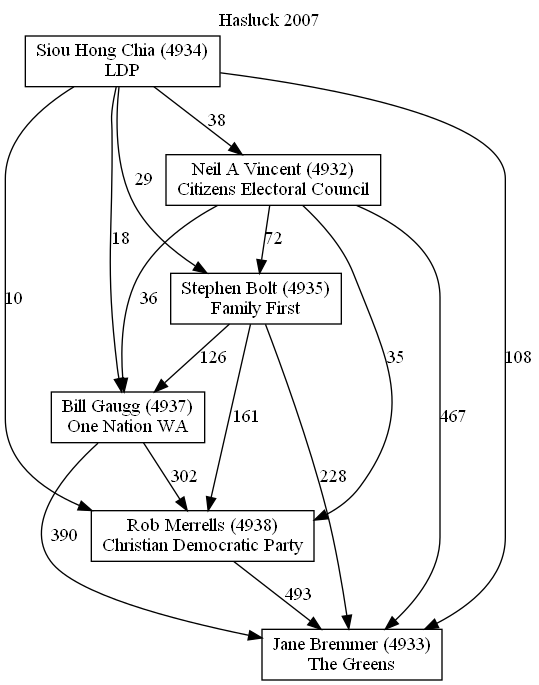 Hasluck 2007
Siou Hong Chia (4934)
LDP
38
Neil A Vincent (4932)
Citizens Electoral Council
29
18
72
36
Stephen Bolt (4935)
Family First
10
126
35
108
Bill Gaugg (4937)
One Nation WA
161
467
302
228
390
Rob Merrells (4938)
Christian Democratic Party
493
Jane Bremmer (4933)
The Greens